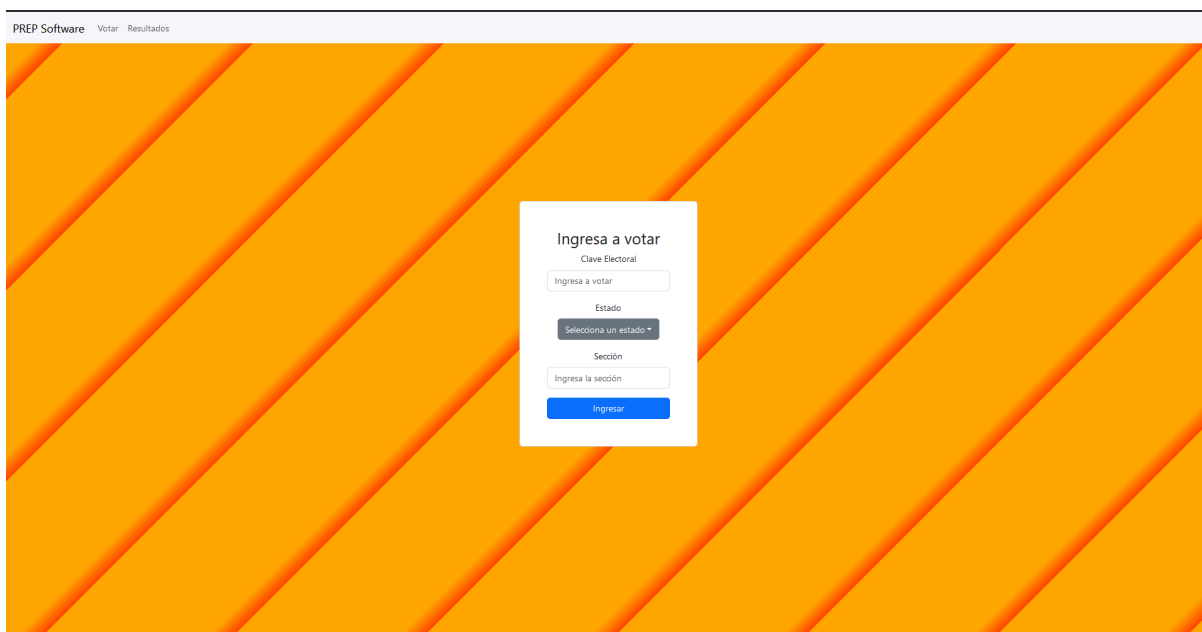 PREP Software Votar Resultados
Ingresa a votar
Clave Electoral
Ingresa a votar
Estado
Selecciona un estado
Sección
Ingresa la sección
Ingresar